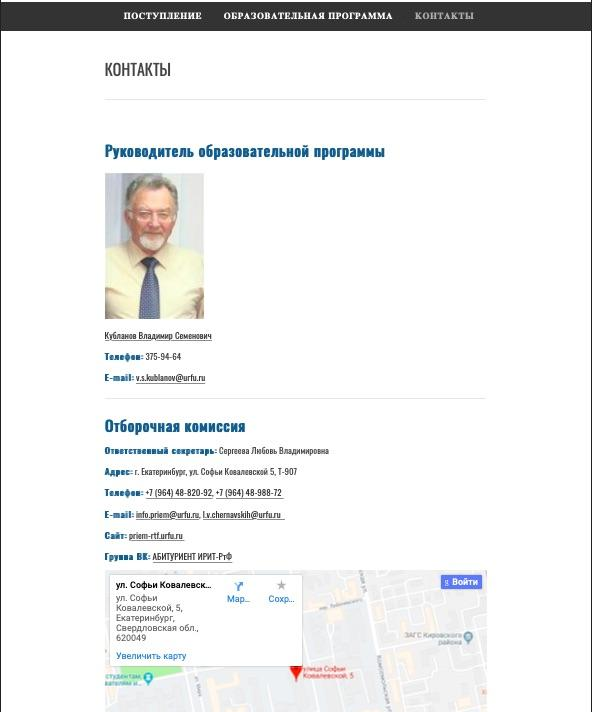 ПОСТУПЛЕНИЕ ОБРАЗОВАТЕЛЬНАЯ ПРОГРАММА КОНТАКТЫ
КОНТАКТЫ
Руководитель образовательной программы
Кубланов Владимир Семенович
Телефон: 375-94-64
E-mail: v.s.kublanov@urfu.ru
Отборочная комиссия
Ответственный секретарь: Сергеева Любовь Владимировна
Адрес: г. Екатеринбург, ул. Софьи Ковалевской 5, Т-907
Телефон: +7 (964) 48-820-92, +7 (964) 48-988-72
E-mail: info.priem@urfu.ru, l.v.chernavskih@urfu.ru
Сайт: priem-rtf.urfu.ru
Группа ВК: АБИТУРИЕНТ ИРИТ-РтФ
ул. Софьи Ковалевск...
Мар... Сохр...
ул. Софьи
Ковалевской, 5,
Екатеринбург,
Свердловская обл.,
620049
Увеличить карту
Войти
ЗАГС Кировского
района
улица Софьи
Ковалевской, 5
студентам,